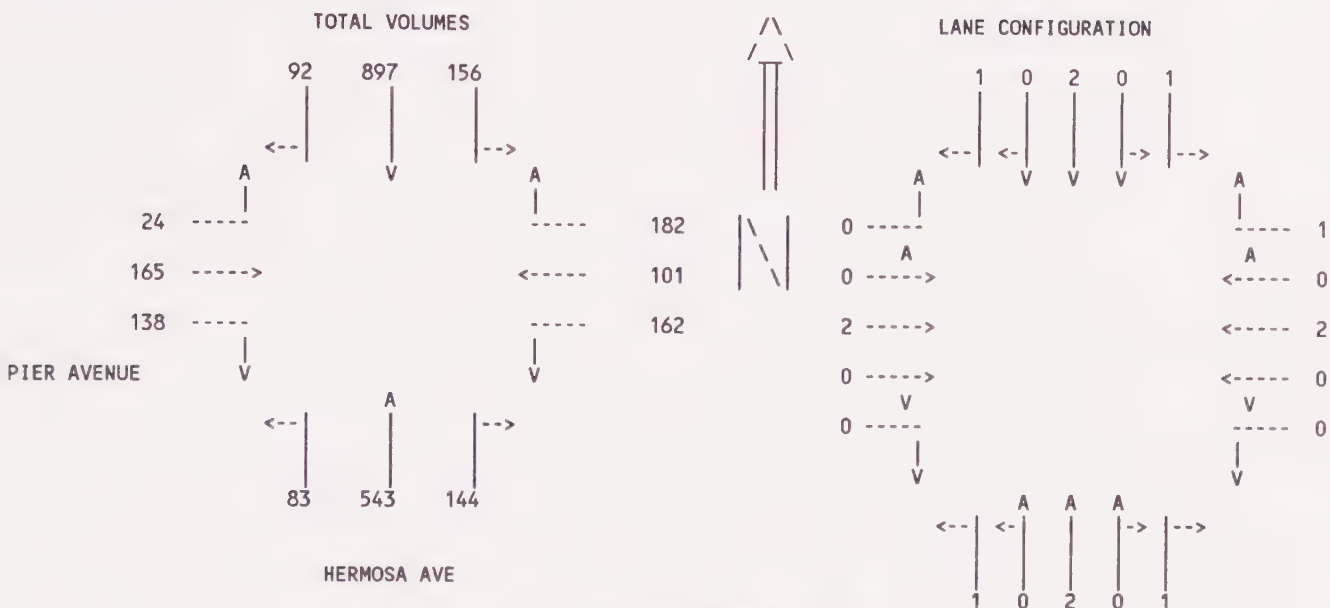 TOTAL VOLUMES
LANE CONFIGURATION
92 897 156
1 0 2 0 1
<-- -->
<-- <-- --> -->
A V A
A V V V A
24 ----- ----- 182
N
0 ----- ----- 1
A A
165 -----> <----- 101
0 -----> <----- 0
138 ----- ----- 162
2 -----> <----- 2
PIER AVENUE V V
0 -----> <----- 0
A
V V
<-- -->
0 ----- ----- 0
V V
83 543 144
A A A
<-- <-- --> -->
HERMOSA AVE
1 0 2 0 1